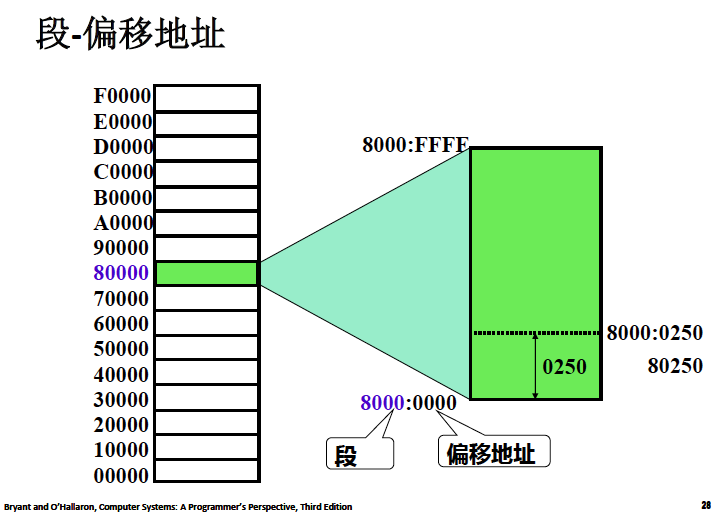 段-偏移地址
F0000
E0000
D0000
C0000
B0000
A0000
90000
80000
70000
60000
50000
40000
30000
20000
10000
00000
8000:FFFF
8000:0250
0250
80250
8000:0000
段
偏移地址
Bryant and O'Hallaron, Computer Systems: A Programmer's Perspective, Third Edition
28